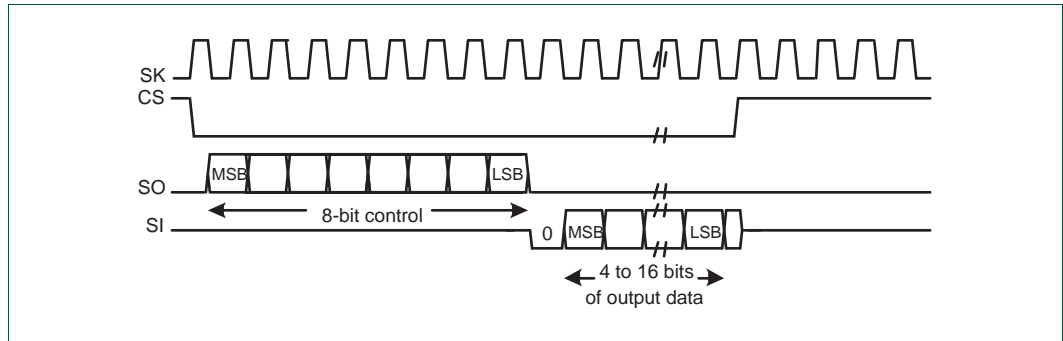 SK
CS
SO
MSB
LSB
8-bit control
SI
0
MSB
LSB
4 to 16 bits
of output data